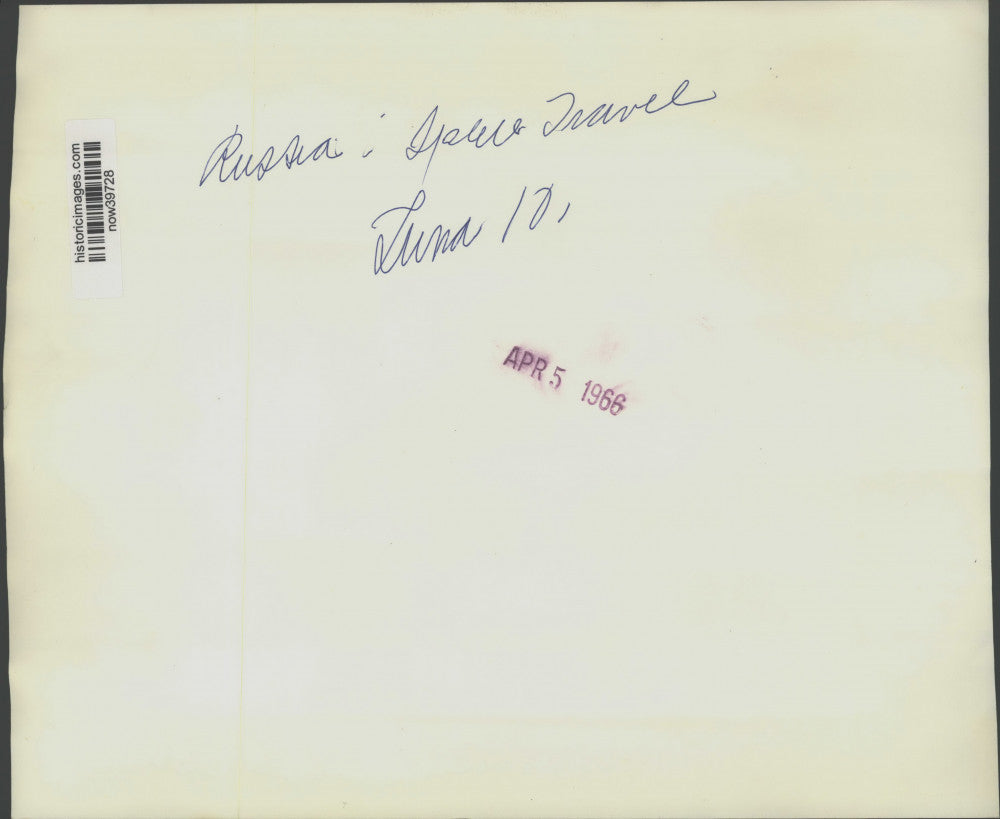 Russia: Space Travel
Luna 10,
APR 5 1966
historicimages.com
now39728